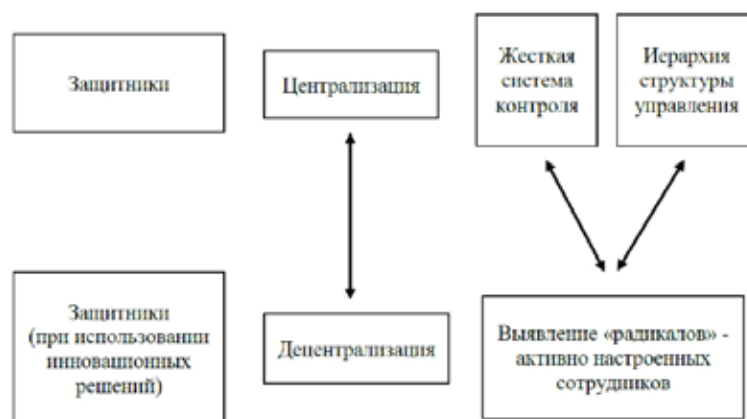 Защитники
Централизация
Жесткая
система
контроля
Иерархия
структуры
управления
Защитники
(при использовании
инновационных
решений)
Децентрализация
Выявление «радикалов» -
активно настроенных
сотрудников